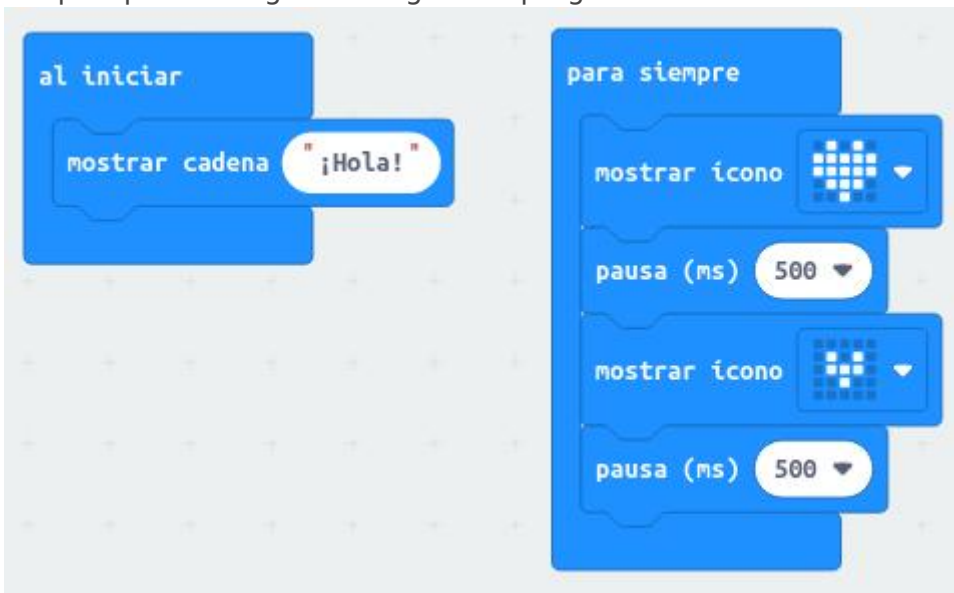 al iniciar
mostrar cadena "¡Hola!"
para siempre
mostrar ícono
pausa (ms) 500
mostrar ícono
pausa (ms) 500